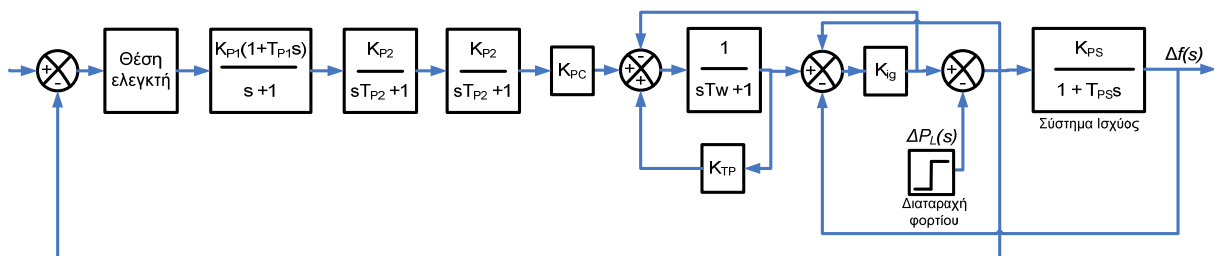 Θέση
ελεγκτή
K_P1(1+T_P1s)
s +1
K_P2
sT_P2 +1
K_P2
sT_P2 +1
K_PC
1
sTw +1
K_TP
K_ig
ΔP_L(s)
Διαταραχή
φορτίου
K_PS
1 + T_PSs
Σύστημα Ισχύος
Δf(s)